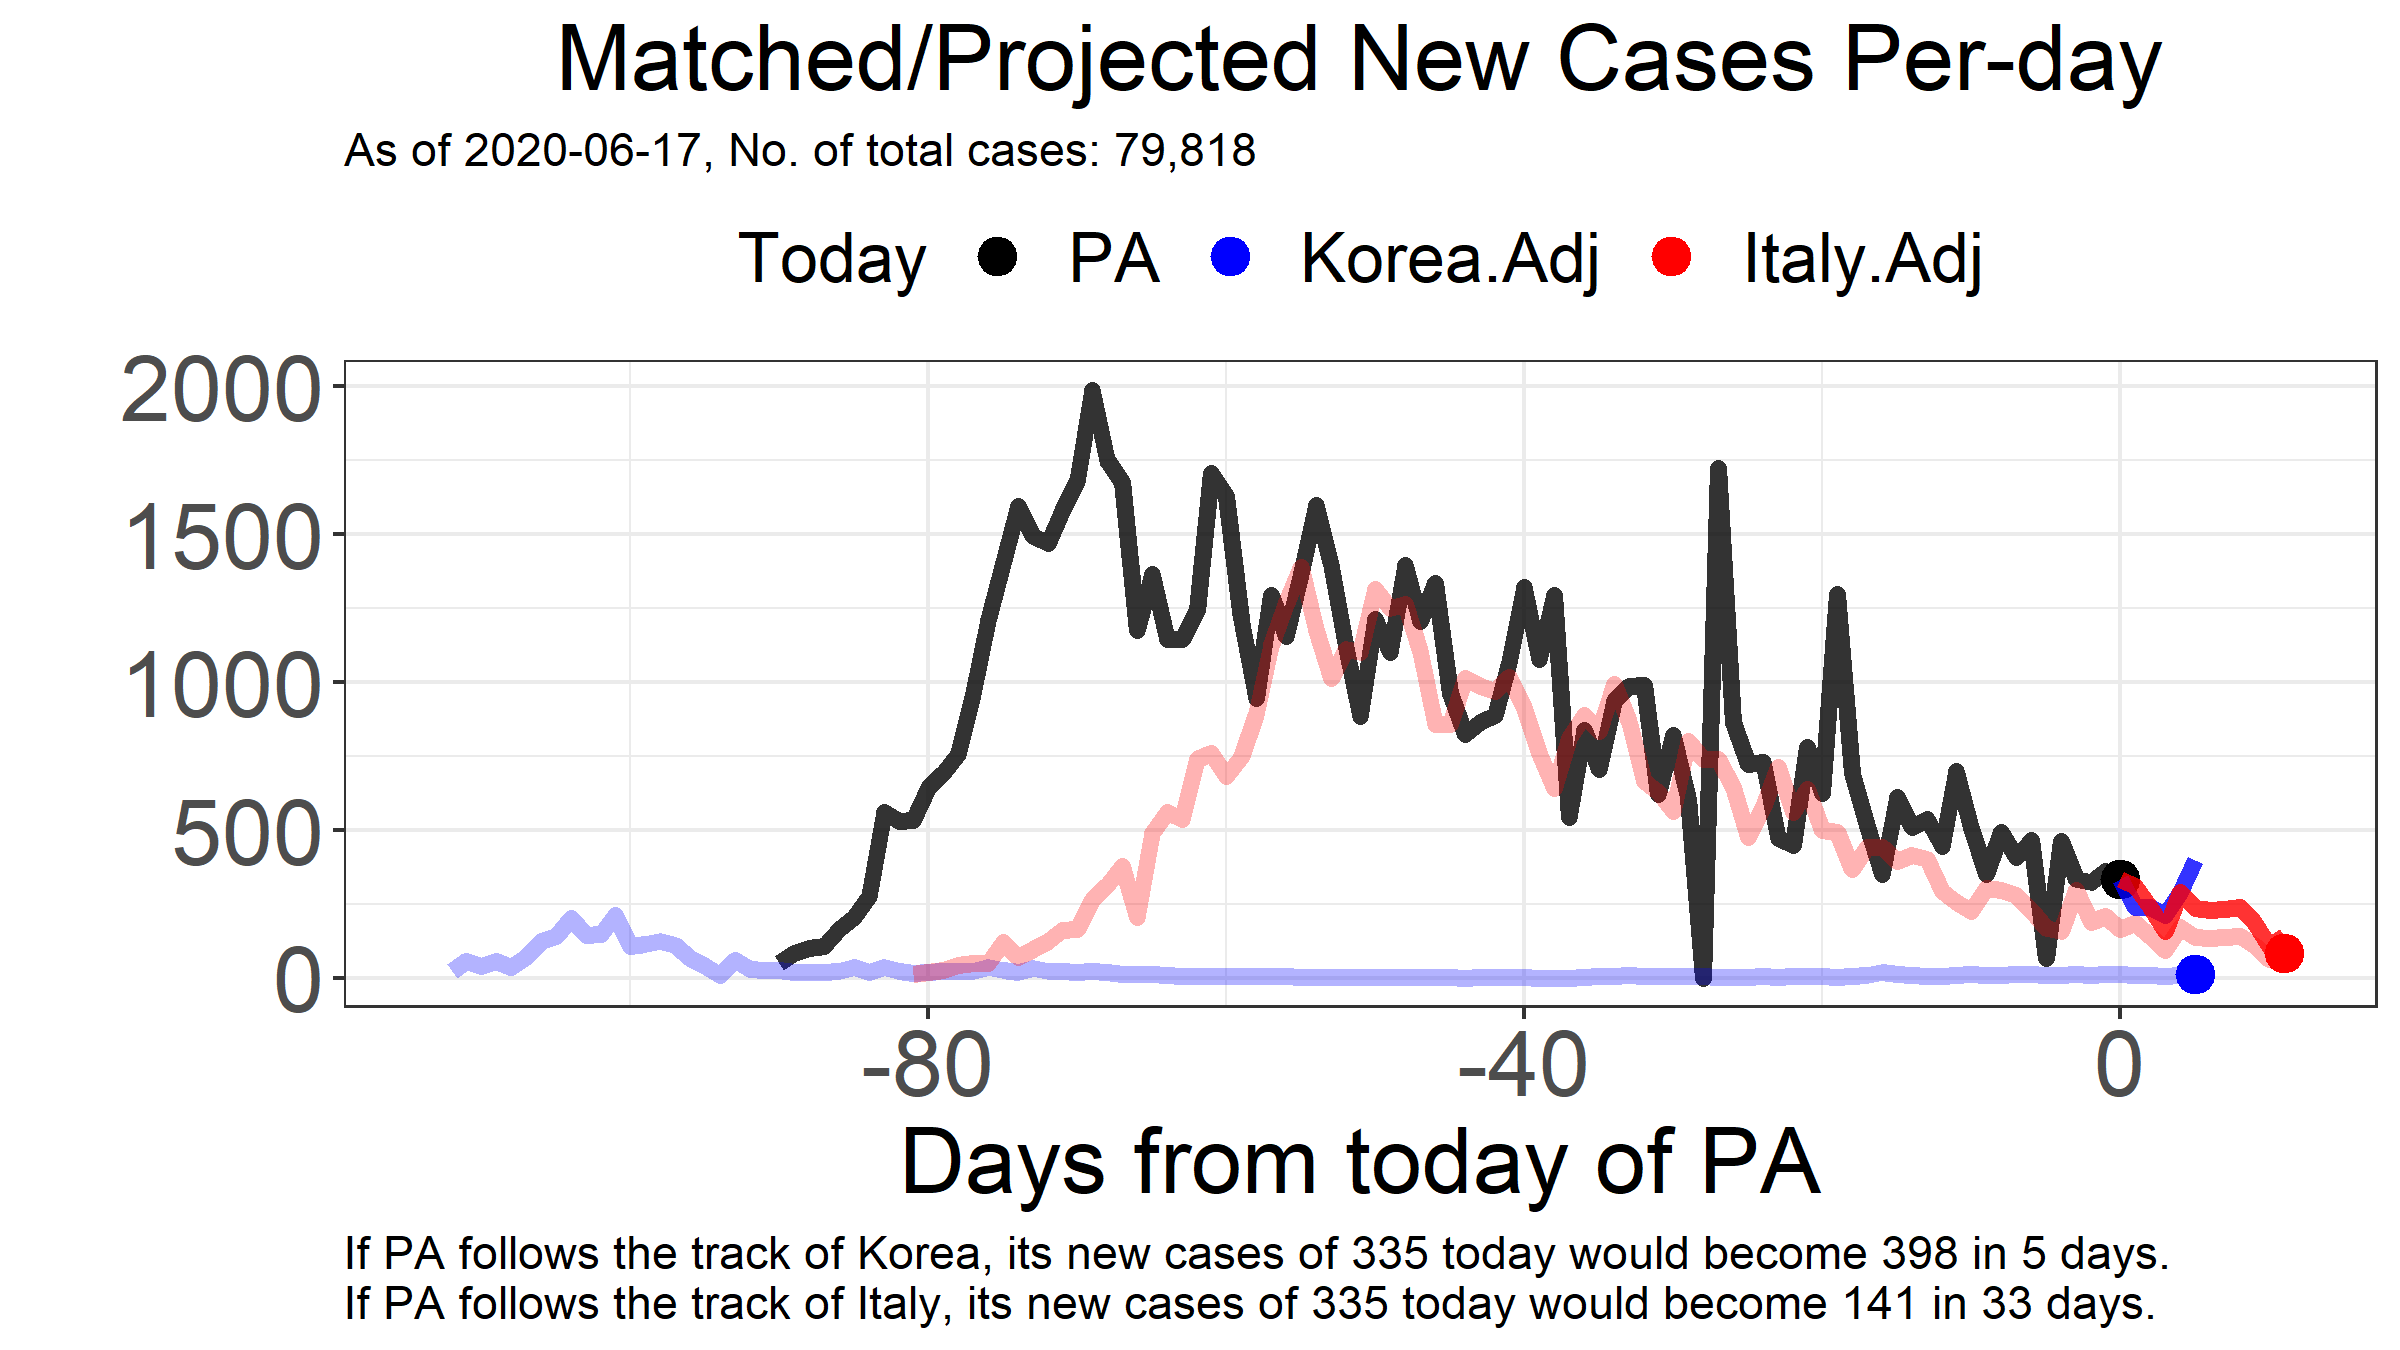 Matched/Projected New Cases Per-day
As of 2020-06-17, No. of total cases: 79,818
Today PA Korea.Adj Italy.Adj
2000
1500
1000
500
0
-80 -40 0
Days from today of PA
If PA follows the track of Korea, its new cases of 335 today would become 398 in 5 days.
If PA follows the track of Italy, its new cases of 335 today would become 141 in 33 days.